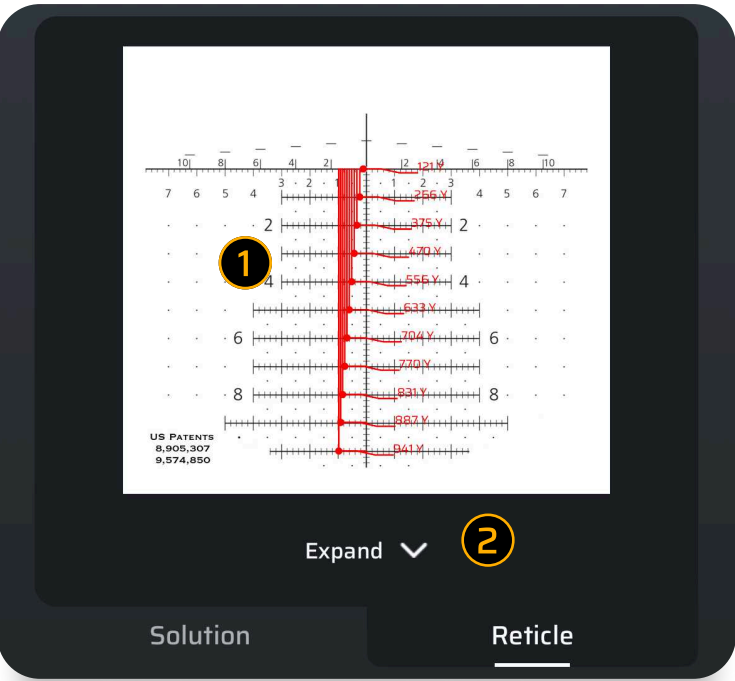 10 8 6 4 2 2 4 6 8 10
121 Y
7 6 5 4 3 2 1 1 2 3 4 5 6 7
256 Y
2 375 Y 2
1 470 Y
4 556 Y 4
633 Y
6 704 Y 6
770 Y
8 831 Y 8
887 Y
US PATENTS
8,905,307
9,574,850
941 Y
Expand
2
Solution Reticle